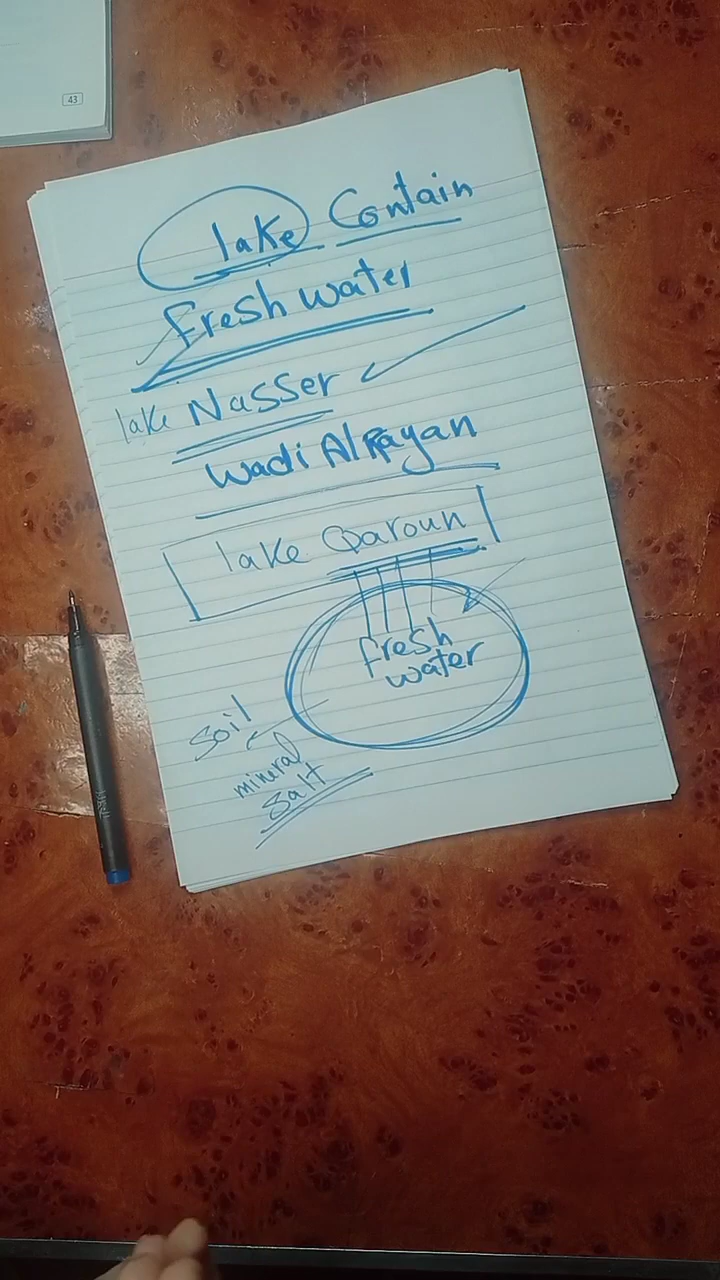 43
lake Contain
fresh water
lake Nasser
Wadi AlRayan
lake Qaroun
fresh
water
Soil
mineral
Salt